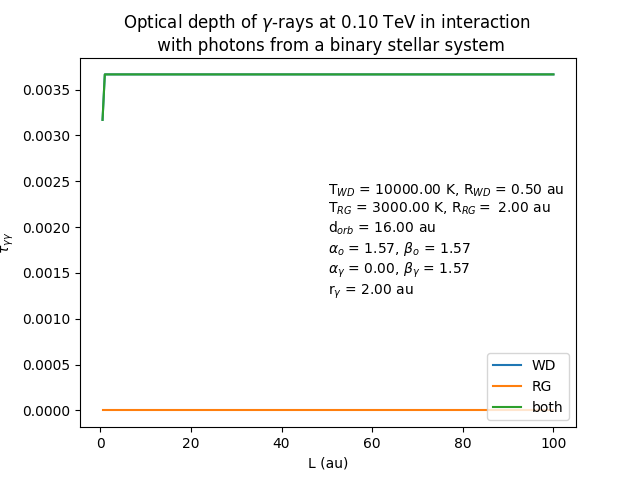 Optical depth of γ-rays at 0.10 TeV in interaction
with photons from a binary stellar system
τγγ
0.0035
0.0030
0.0025
0.0020
0.0015
0.0010
0.0005
0.0000
T_WD = 10000.00 K, R_WD = 0.50 au
T_RG = 3000.00 K, R_RG = 2.00 au
d_orb = 16.00 au
α_o = 1.57, β_o = 1.57
α_γ = 0.00, β_γ = 1.57
r_γ = 2.00 au
WD
RG
both
0 20 40 60 80 100
L (au)